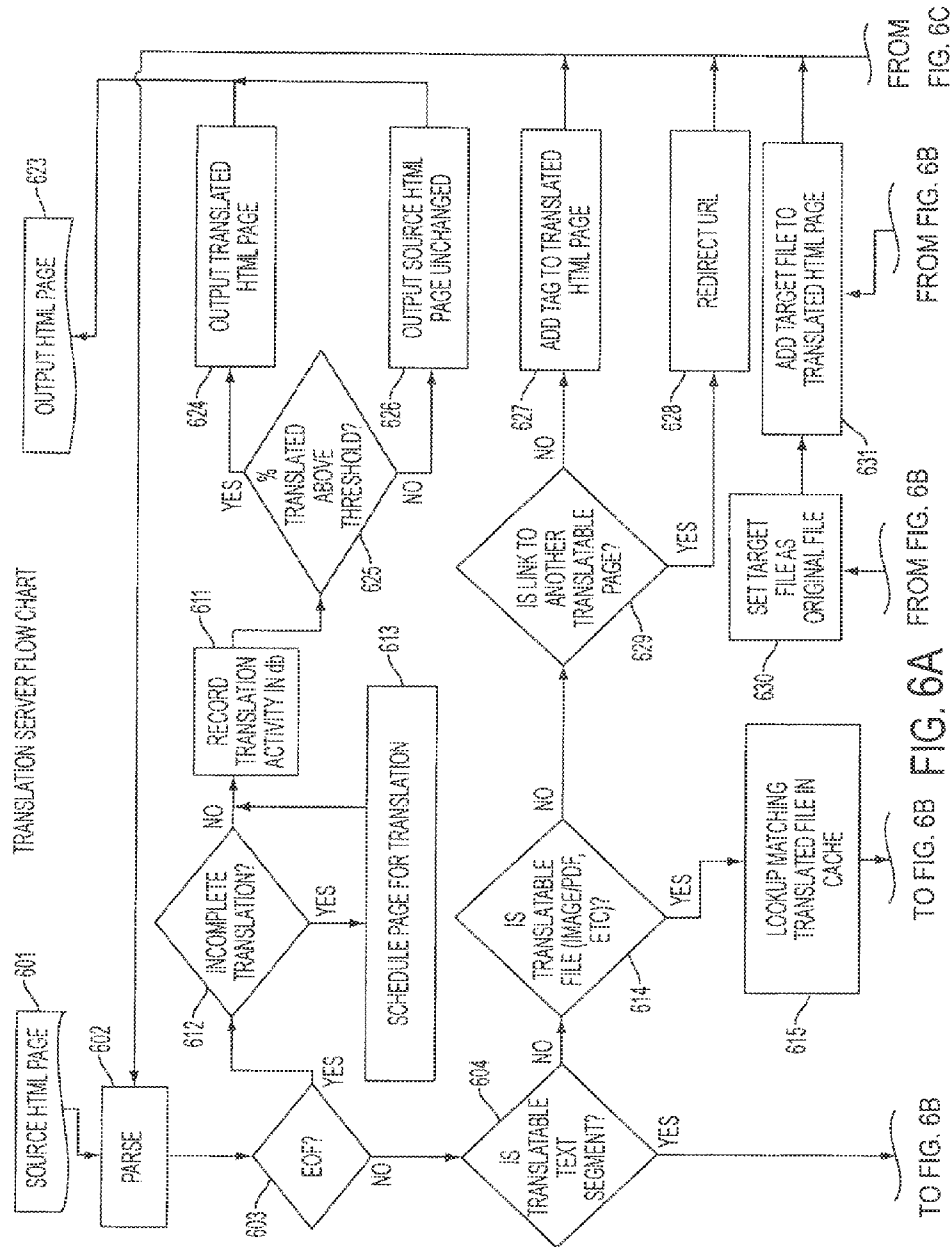 TRANSLATION SERVER FLOW CHART
601
SOURCE HTML PAGE
602
PARSE
603
EOF?
YES
NO
612
INCOMPLETE
TRANSLATION?
NO
YES
611
RECORD
TRANSLATION
ACTIVITY IN db
613
SCHEDULE PAGE FOR TRANSLATION
625
%
TRANSLATED
ABOVE
THRESHOLD?
YES
NO
624
OUTPUT TRANSLATED
HTML PAGE
626
OUTPUT SOURCE HTML
PAGE UNCHANGED
623
OUTPUT HTML PAGE
604
IS
TRANSLATABLE
TEXT
SEGMENT?
NO
YES
614
IS
TRANSLATABLE
FILE (IMAGE/PDF,
ETC)?
NO
YES
615
LOOKUP MATCHING
TRANSLATED FILE IN
CACHE
629
IS LINK TO
ANOTHER
TRANSLATABLE
PAGE?
NO
YES
627
ADD TAG TO TRANSLATED
HTML PAGE
628
REDIRECT URL
630
SET TARGET
FILE AS
ORIGINAL FILE
631
ADD TARGET FILE TO
TRANSLATED HTML PAGE
TO FIG. 6B
TO FIG. 6B
FIG. 6A
FROM FIG. 6B
FROM FIG. 6B
FROM
FIG. 6C